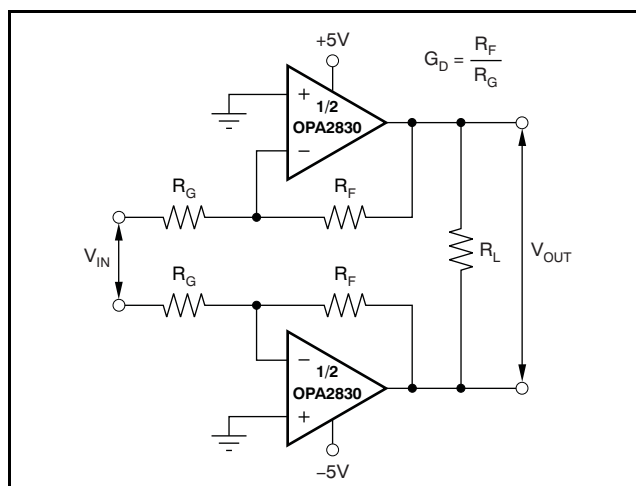 +5V
G_D = R_F / R_G
+
1/2
OPA2830
−
R_G
R_F
V_IN
R_L
V_OUT
R_G
R_F
−
1/2
OPA2830
+
−5V